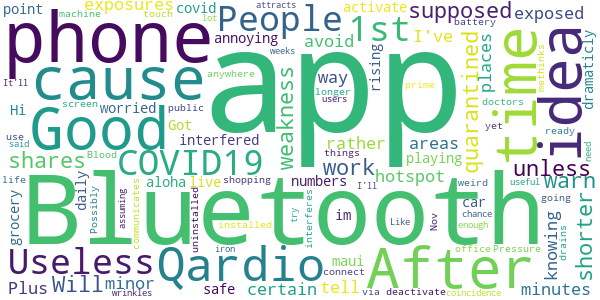 point covid exposures People 1st supposed
machine touch activate exposed
phone app time idea
annoying avoid I've places
attracts battery nowhere
It'll weeks anywhere
cause way rising quarantined dramaticly
Hi screen worried public longer users prime methinks
Good Got interfered weakness rather areas doctors yet ready
use said
shares COVID19 work playing unless
Blood aloha live numbers things hotspot I'll weird useful need
life shopping im car chance going
grocery daily Possibly assuming communicates uninstalled
Bluetooth
interferes try Like Nov enough knowing warn shorter
Useless Qardio After
installed office Pressure
Plus Will minor iron connect maui drains
safe certain tell minutes
wrinkles via deactivate coincidence